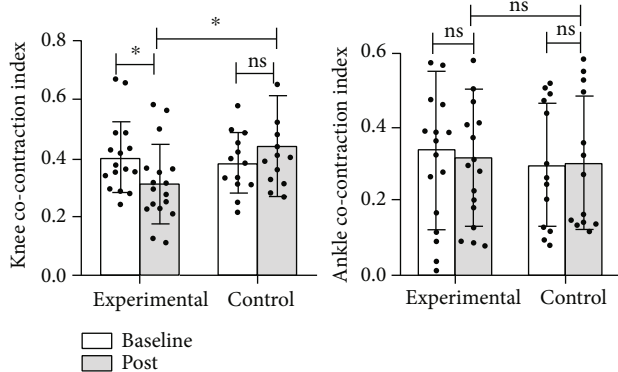 Knee co-contraction index
0.8
0.6
0.4
0.2
0.0
*
*
ns
Experimental
Control
Ankle co-contraction index
0.6
0.4
0.2
0.0
ns
ns
ns
Experimental
Control
Baseline
Post